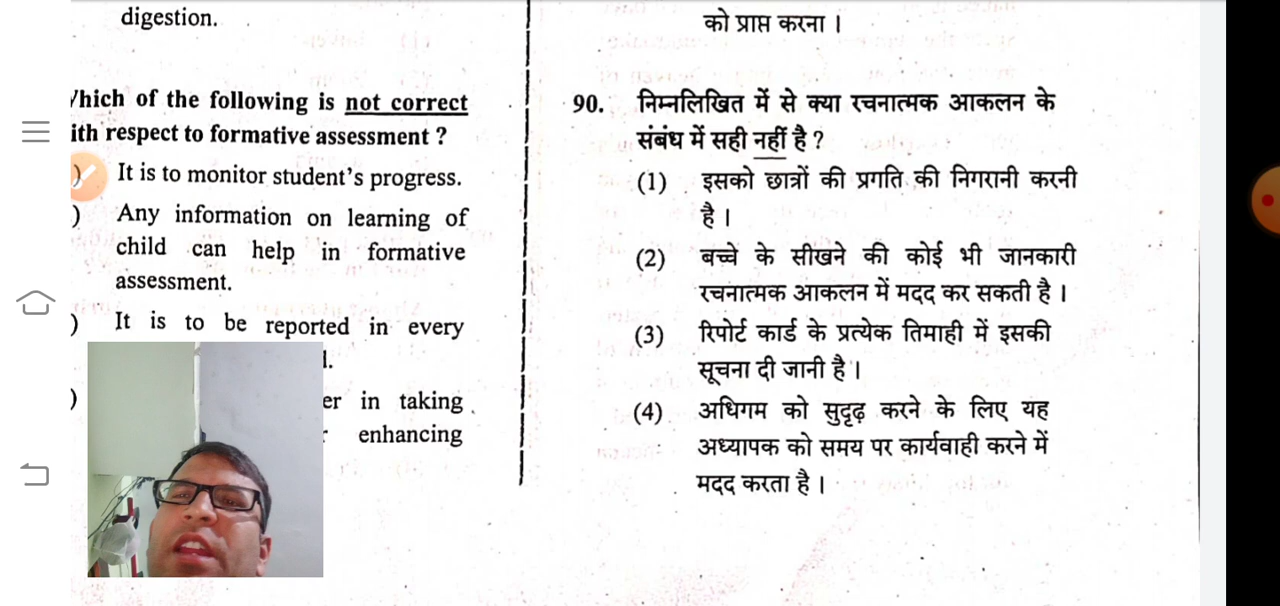 digestion.
hich of the following is not correct
ith respect to formative assessment ?
) It is to monitor student's progress.
) Any information on learning of
child can help in formative
assessment.
) It is to be reported in every
)
er in taking
enhancing
को प्राप्त करना ।
90. निम्नलिखित में से क्या रचनात्मक आकलन के
संबंध में सही नहीं है ?
(1) इसको छात्रों की प्रगति की निगरानी करनी
है ।
(2) बच्चे के सीखने की कोई भी जानकारी
रचनात्मक आकलन में मदद कर सकती है ।
(3) रिपोर्ट कार्ड के प्रत्येक तिमाही में इसकी
सूचना दी जानी है ।
(4) अधिगम को सुदृढ़ करने के लिए यह
अध्यापक को समय पर कार्यवाही करने में
मदद करता है ।